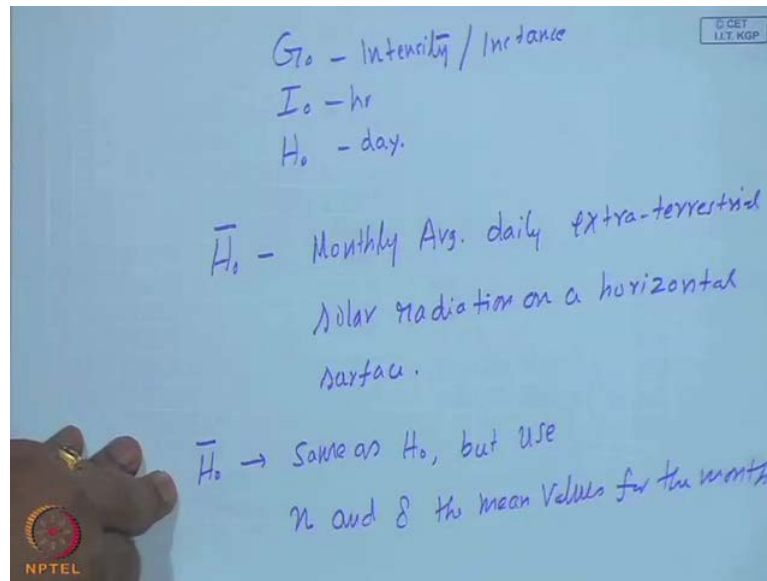 © CET
I.I.T. KGP
G₀ - Intensity / Instance
I₀ - hr
H₀ - day.
H̅₀ - Monthly Avg. daily extra-terrestrial
solar radiation on a horizontal
surface.
H̅₀ → Same as H₀, but use
n and δ the mean values for the month
NPTEL